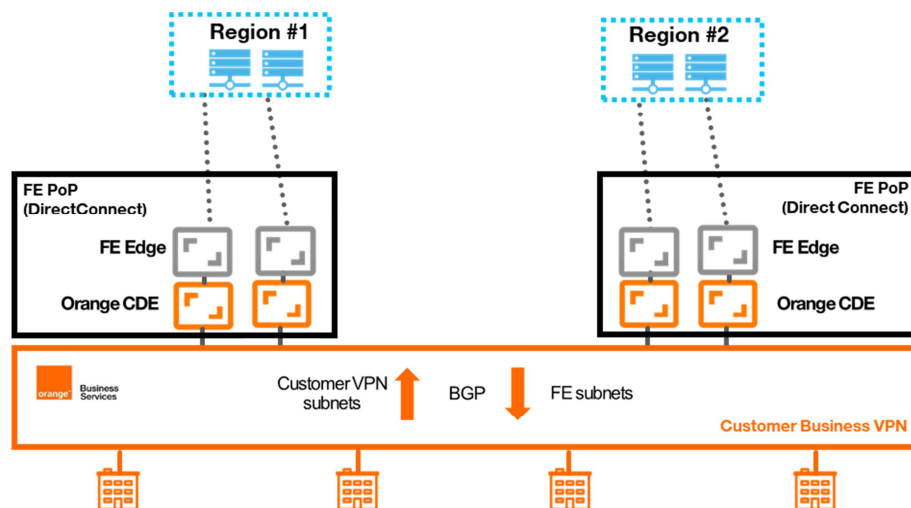 Region #1
Region #2
FE PoP
(DirectConnect)
FE Edge
Orange CDE
FE PoP
(Direct Connect)
FE Edge
Orange CDE
orange™
Business
Services
Customer VPN
subnets
BGP
FE subnets
Customer Business VPN